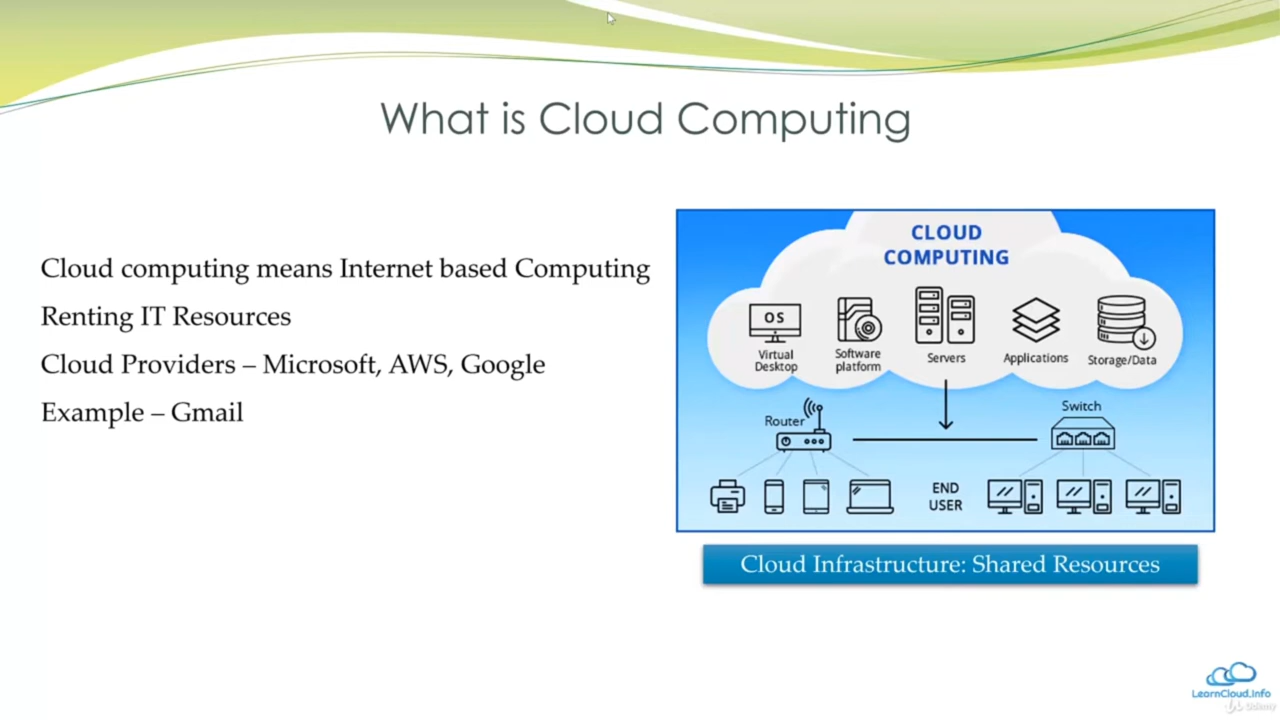 What is Cloud Computing
Cloud computing means Internet based Computing
Renting IT Resources
Cloud Providers – Microsoft, AWS, Google
Example – Gmail
CLOUD
COMPUTING
OS
Virtual
Desktop
Software
platform
Servers
Applications
Storage/Data
Router
Switch
END
USER
Cloud Infrastructure: Shared Resources
LearnCloud.Info
Udemy